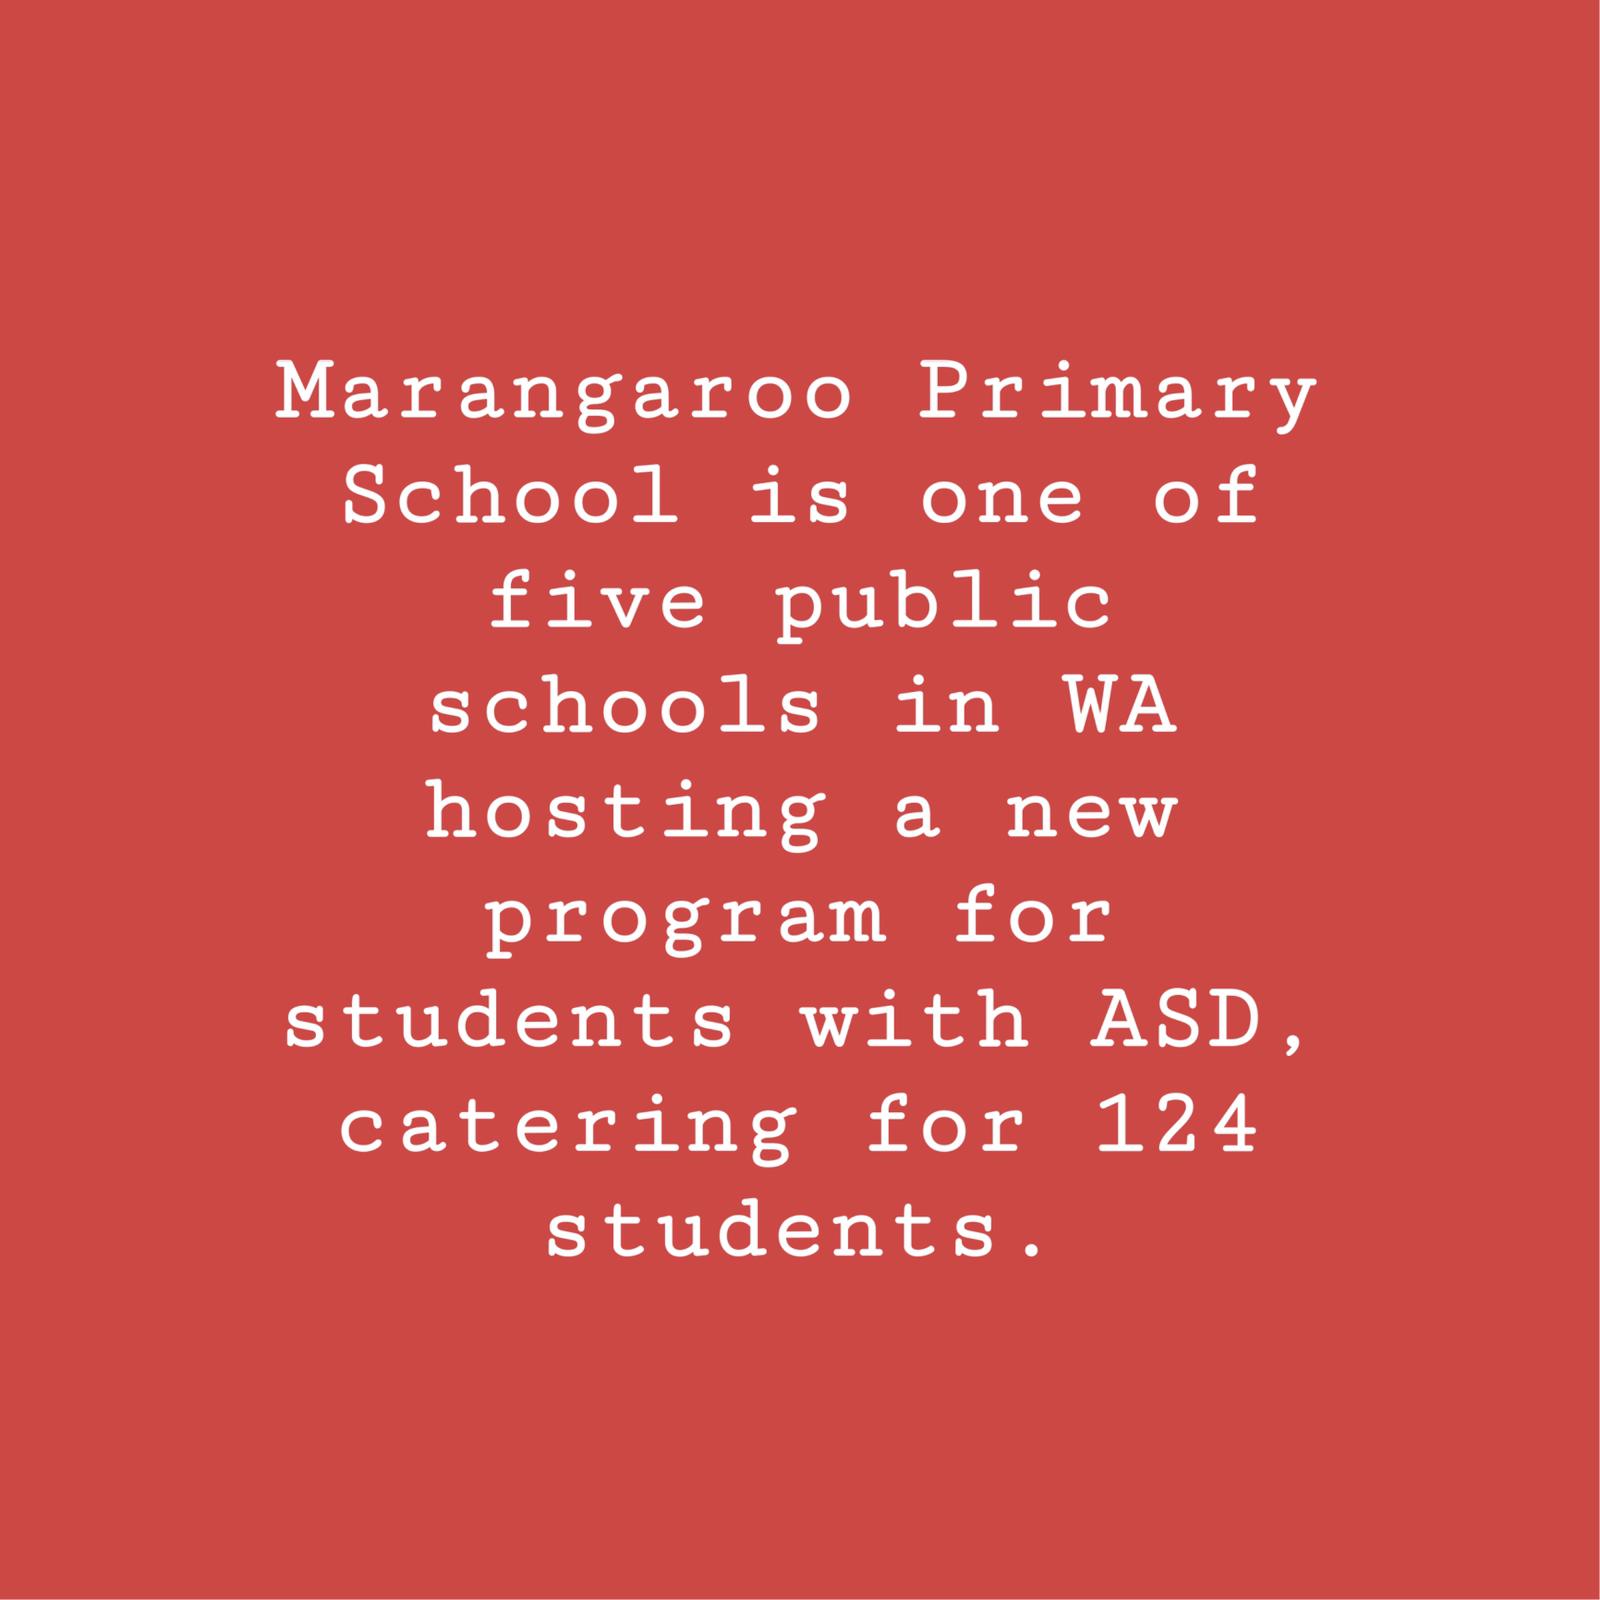 Marangaroo Primary
School is one of
five public
schools in WA
hosting a new
program for
students with ASD,
catering for 124
students.